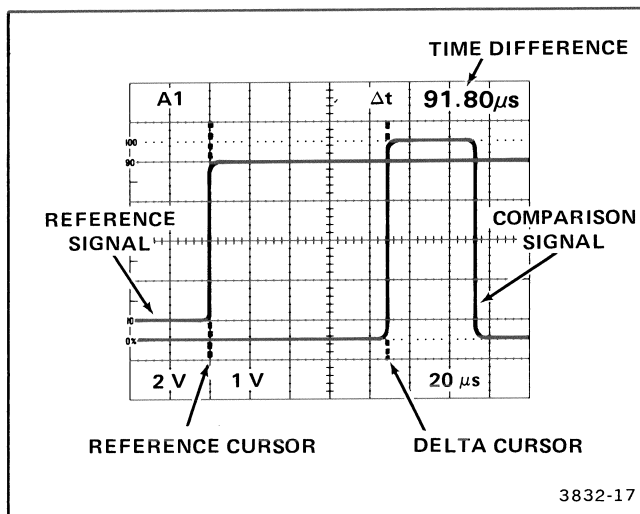 TIME DIFFERENCE
A1 Δt 91.80μs
100
90
REFERENCE
SIGNAL
COMPARISON
SIGNAL
10
0%
2 V 1 V 20 μs
REFERENCE CURSOR
DELTA CURSOR
3832-17